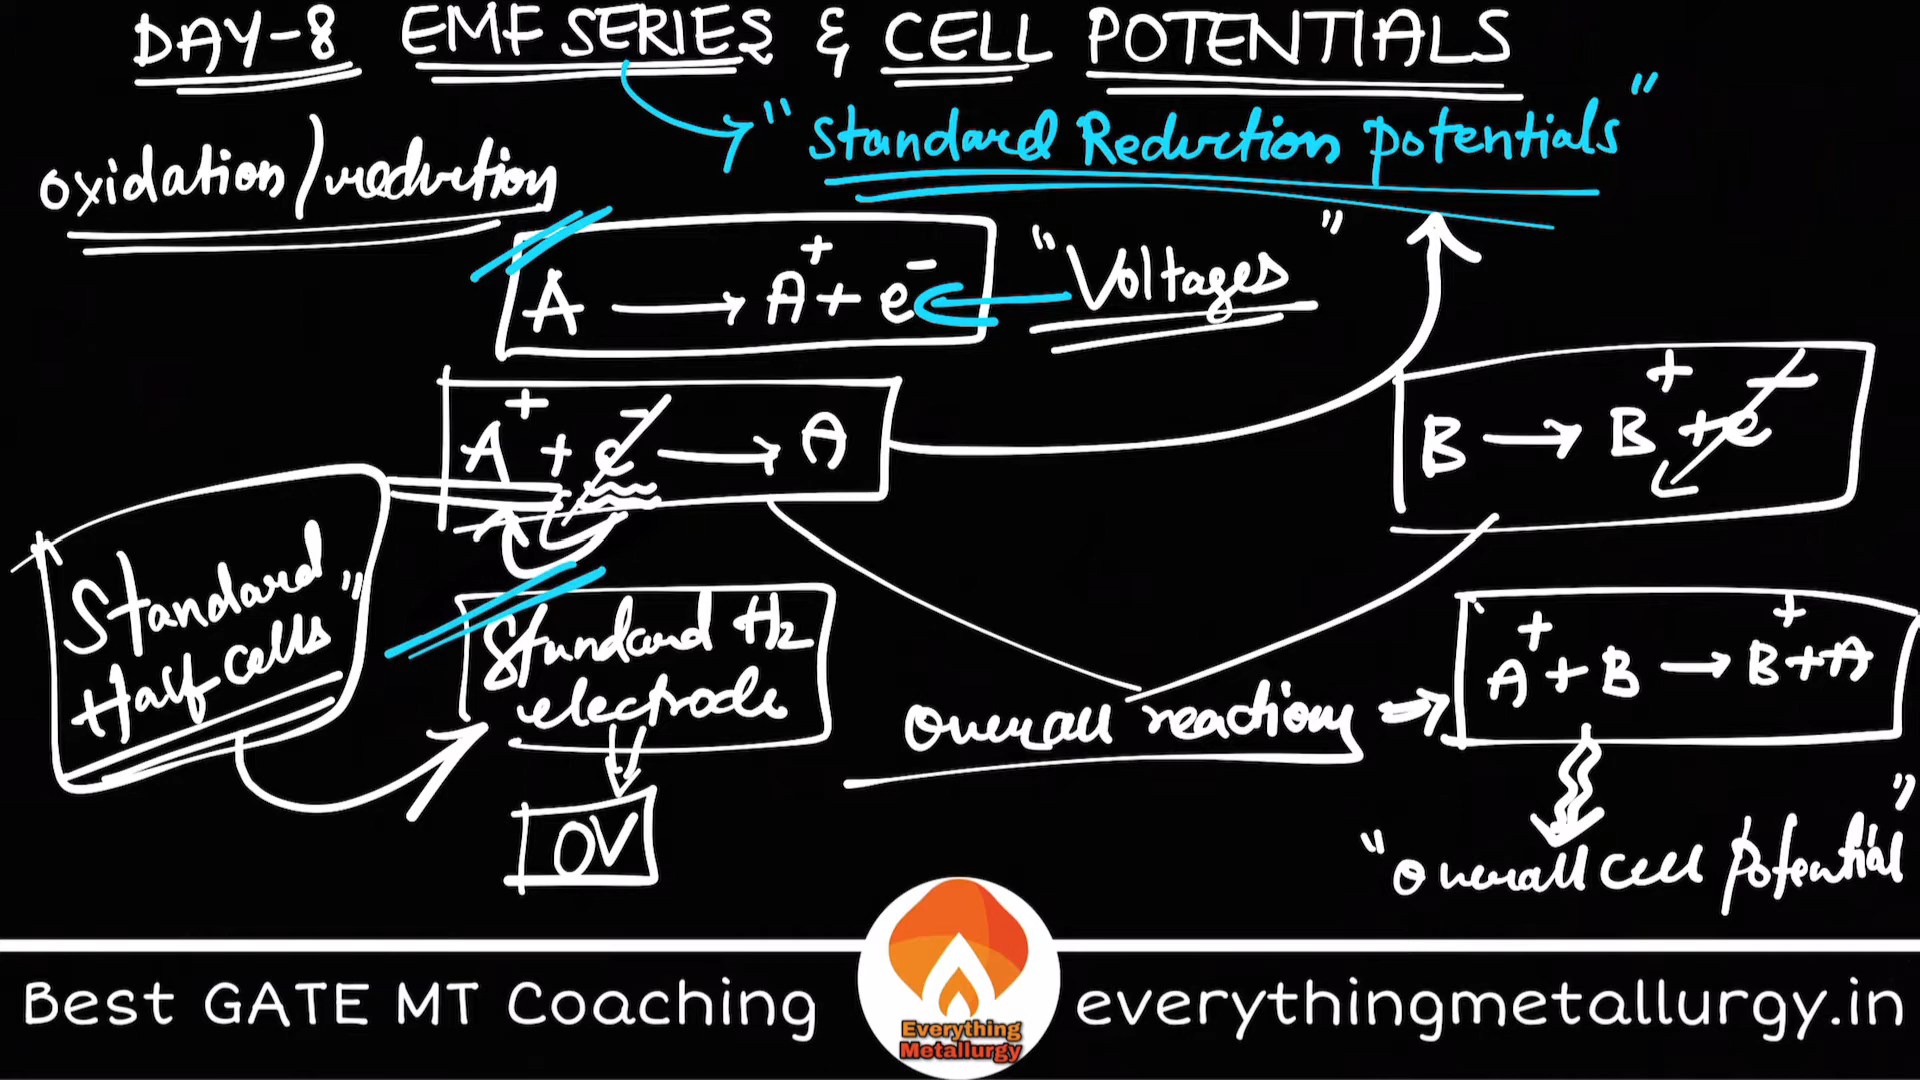 DAY-8 EMF SERIES & CELL POTENTIALS
"Standard Reduction potentials"
oxidation/reduction
A → A⁺ + e⁻ "Voltages"
A⁺ + e⁻ → A
B → B⁺ + e⁻
"Standard Half cells"
Standard H₂
electrode
A⁺ + B → B⁺ + A
overall reaction →
0V
"overall cell potential"
Best GATE MT Coaching
Everything
Metallurgy
everythingmetallurgy.in